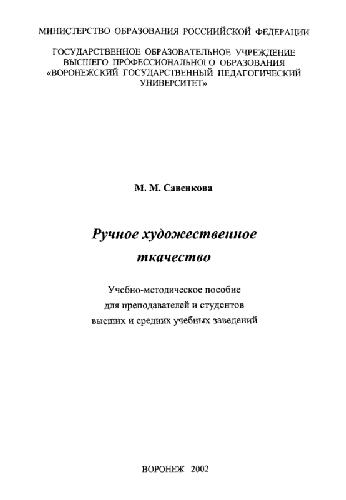 МИНИСТЕРСТВО ОБРАЗОВАНИЯ РОССИЙСКОЙ ФЕДЕРАЦИИ
ГОСУДАРСТВЕННОЕ ОБРАЗОВАТЕЛЬНОЕ УЧРЕЖДЕНИЕ
ВЫСШЕГО ПРОФЕССИОНАЛЬНОГО ОБРАЗОВАНИЯ
«ВОРОНЕЖСКИЙ ГОСУДАРСТВЕННЫЙ ПЕДАГОГИЧЕСКИЙ
УНИВЕРСИТЕТ»
М. М. Савенкова
Ручное художественное
ткачество
Учебно-методическое пособие
для преподавателей и студентов
высших и средних учебных заведений
ВОРОНЕЖ 2002